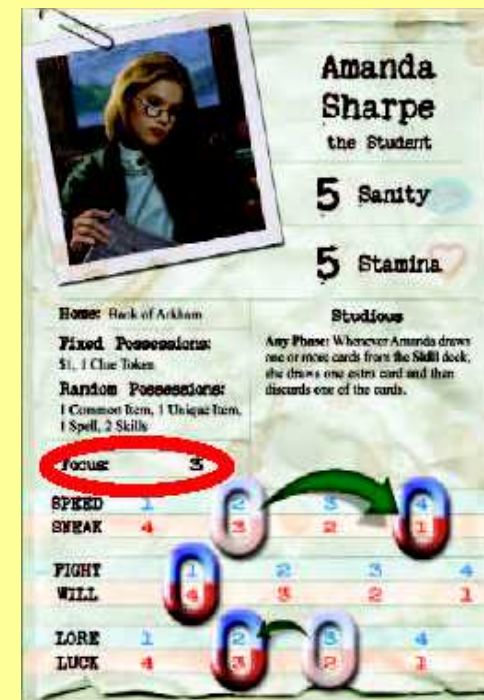 Amanda
Sharpe
the Student
5 Sanity
5 Stamina
Home: Bank of Arkham
Fixed Possessions:
$1, 1 Clue Token
Random Possessions:
1 Common Item, 1 Unique Item,
1 Spell, 2 Skills
Studious
Any Phase: Whenever Amanda draws
one or more cards from the Skill deck,
she draws one extra card and then
discards one of the cards.
Focus: 3
SPEED 1 2 3 4
SNEAK 4 3 2 1
FIGHT 1 2 3 4
WILL 4 3 2 1
LORE 1 2 3 4
LUCK 4 3 2 1